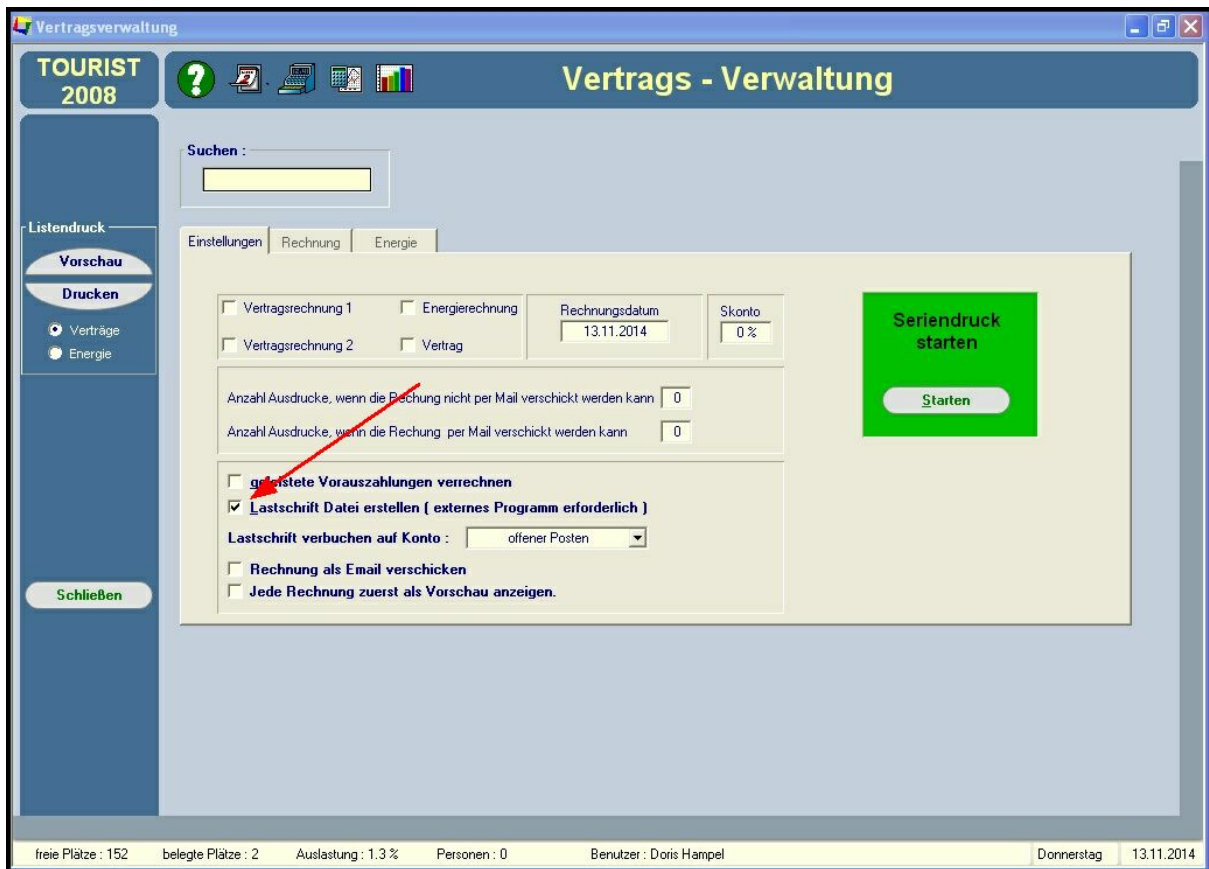 Vertragsverwaltung
TOURIST
2008
Vertrags - Verwaltung
Suchen :
Listendruck
Vorschau
Drucken
Verträge
Energie
Schließen
Einstellungen
Rechnung
Energie
Vertragsrechnung 1
Energierechnung
Vertragsrechnung 2
Vertrag
Rechnungsdatum
13.11.2014
Skonto
0 %
Seriendruck
starten
Starten
Anzahl Ausdrucke, wenn die Rechung nicht per Mail verschickt werden kann 0
Anzahl Ausdrucke, wenn die Rechung per Mail verschickt werden kann 0
geleistete Vorauszahlungen verrechnen
Lastschrift Datei erstellen ( externes Programm erforderlich )
Lastschrift verbuchen auf Konto : offener Posten
Rechnung als Email verschicken
Jede Rechnung zuerst als Vorschau anzeigen.
freie Plätze : 152 belegte Plätze : 2 Auslastung : 1.3 % Personen : 0 Benutzer : Doris Hampel Donnerstag 13.11.2014